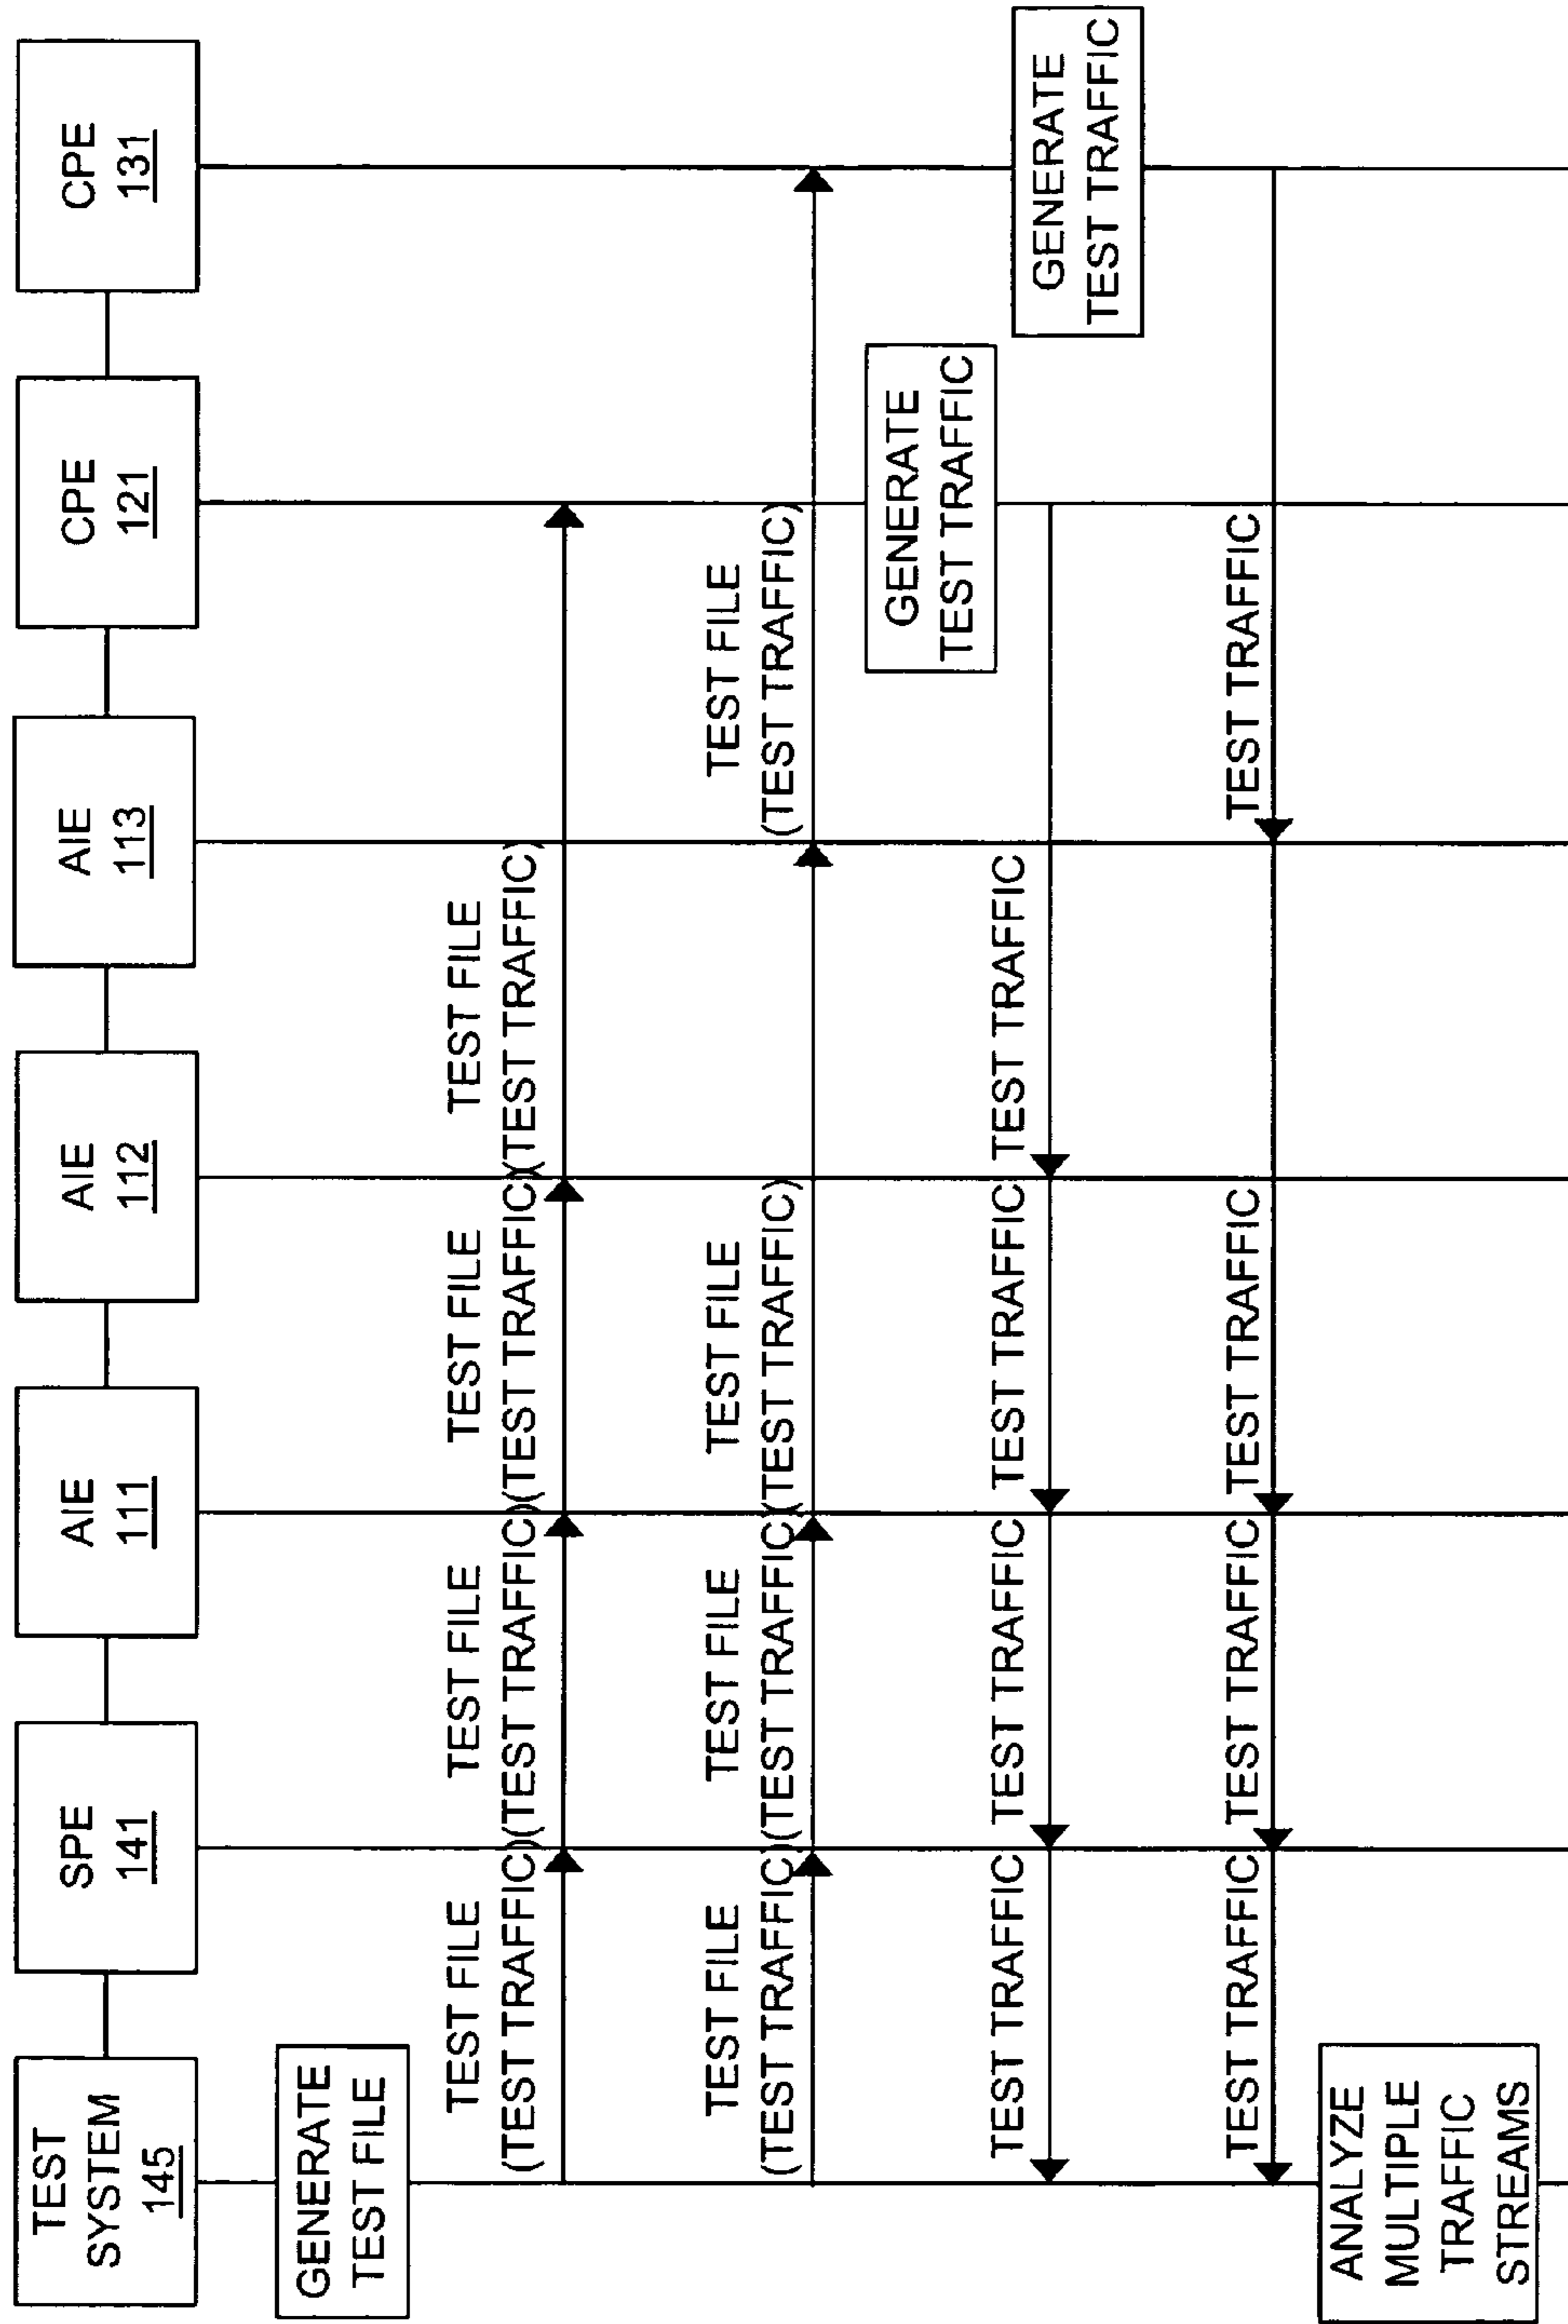 TEST
SYSTEM
145
SPE
141
AIE
111
AIE
112
AIE
113
CPE
121
CPE
131
GENERATE
TEST FILE
TEST FILE
(TEST TRAFFIC)
TEST FILE
(TEST TRAFFIC)
TEST FILE
(TEST TRAFFIC)
TEST FILE
(TEST TRAFFIC)
TEST FILE
(TEST TRAFFIC)
TEST FILE
(TEST TRAFFIC)
TEST FILE
(TEST TRAFFIC)
TEST FILE
(TEST TRAFFIC)
GENERATE
TEST TRAFFIC
TEST TRAFFIC
TEST TRAFFIC
TEST TRAFFIC
TEST TRAFFIC
GENERATE
TEST TRAFFIC
TEST TRAFFIC
TEST TRAFFIC
TEST TRAFFIC
TEST TRAFFIC
ANALYZE
MULTIPLE
TRAFFIC
STREAMS